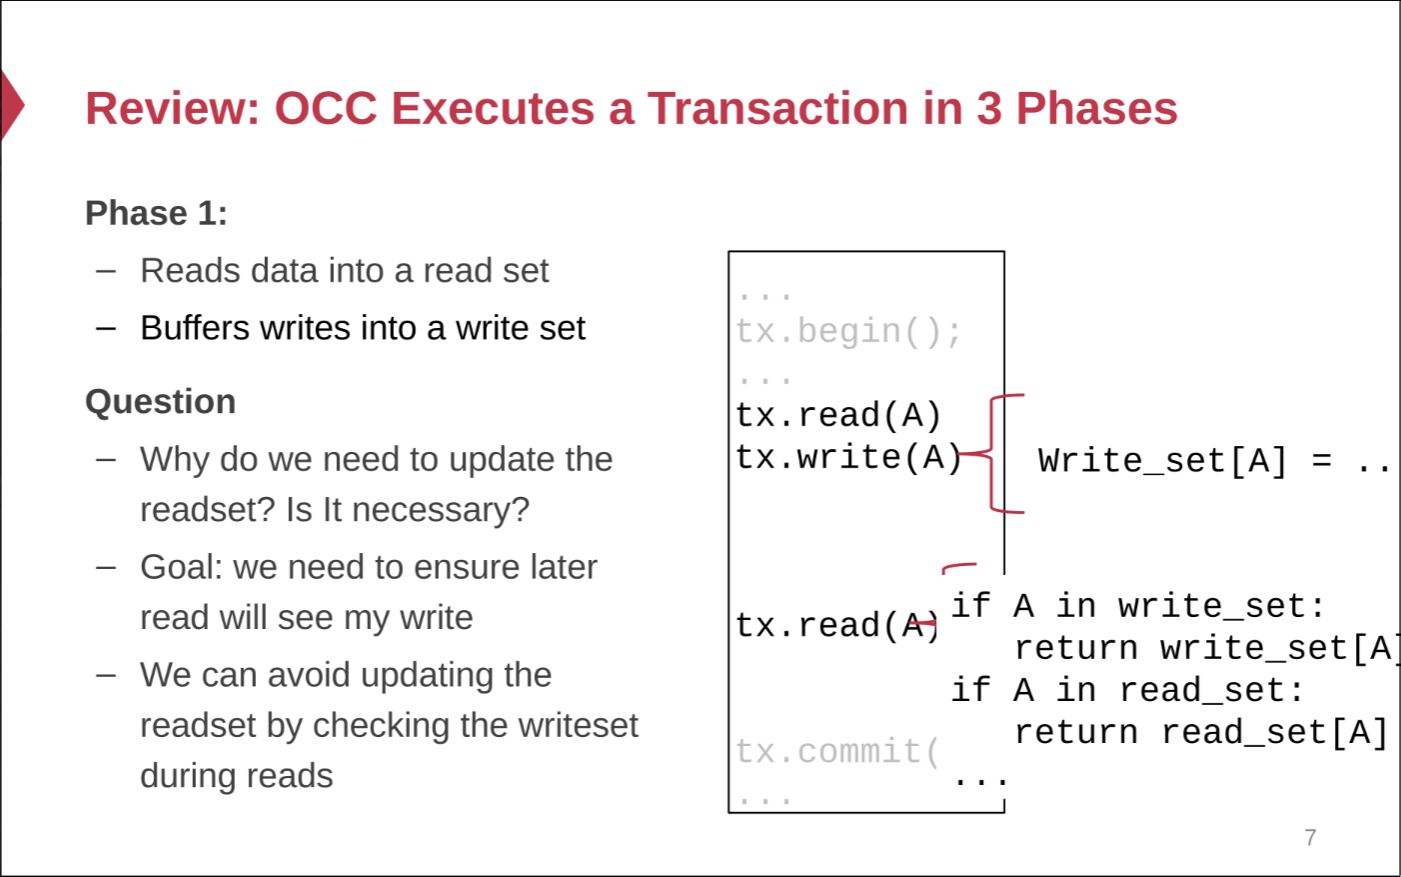 Review: OCC Executes a Transaction in 3 Phases
Phase 1:
– Reads data into a read set
– Buffers writes into a write set
Question
– Why do we need to update the
readset? Is It necessary?
– Goal: we need to ensure later
read will see my write
– We can avoid updating the
readset by checking the writeset
during reads
...
tx.begin();
...
tx.read(A)
tx.write(A)
tx.read(A)
tx.commit(
...
Write_set[A] = ..
if A in write_set:
return write_set[A]
if A in read_set:
return read_set[A]
...
7